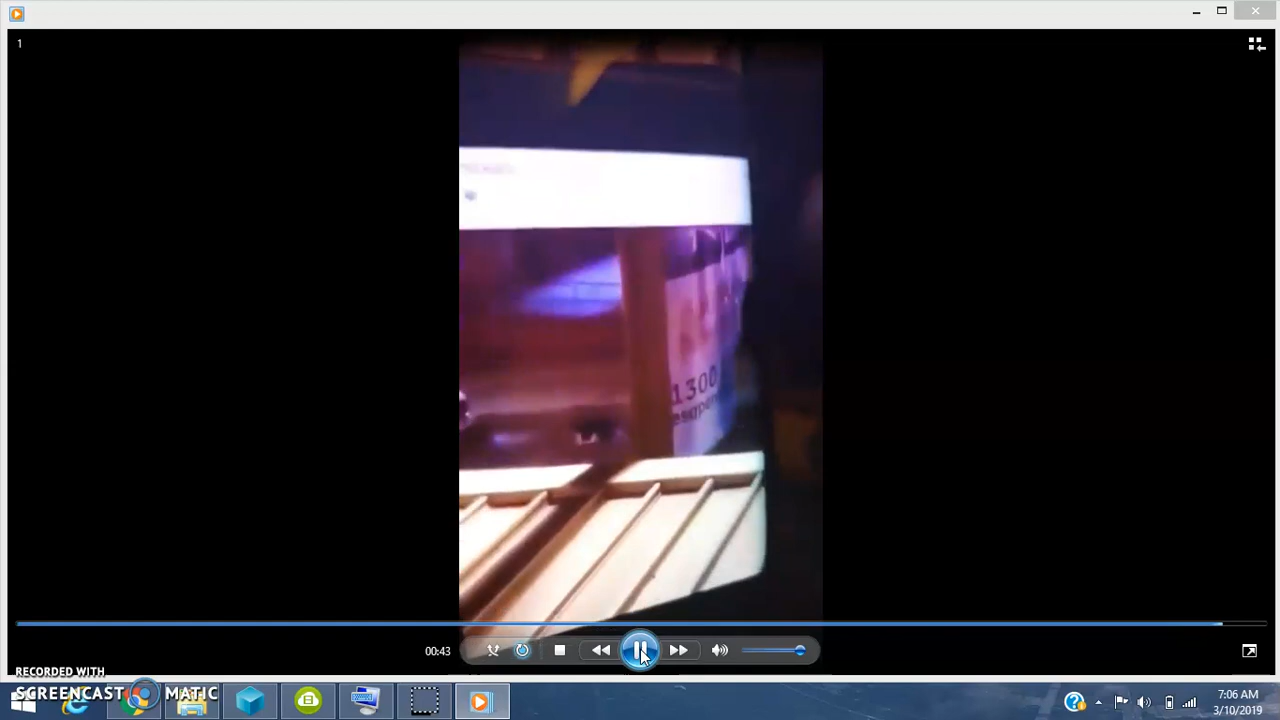 1
1300
00:43
RECORDED WITH
SCREENCAST MATIC
7:06 AM
3/10/2019